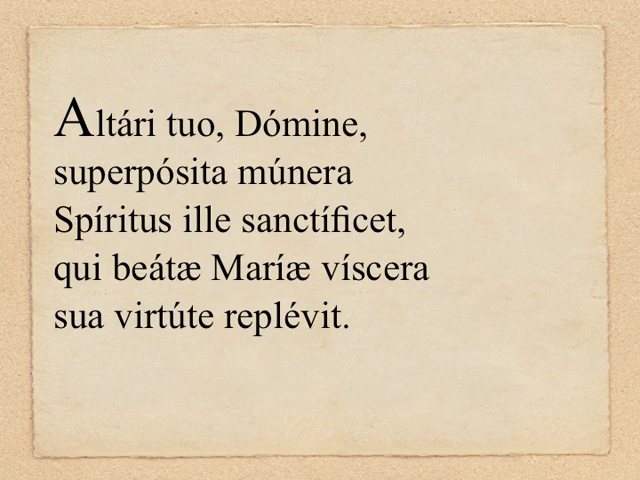 Altári tuo, Dómine,
superpósita múnera
Spíritus ille sanctíficet,
qui beátæ Maríæ víscera
sua virtúte replévit.